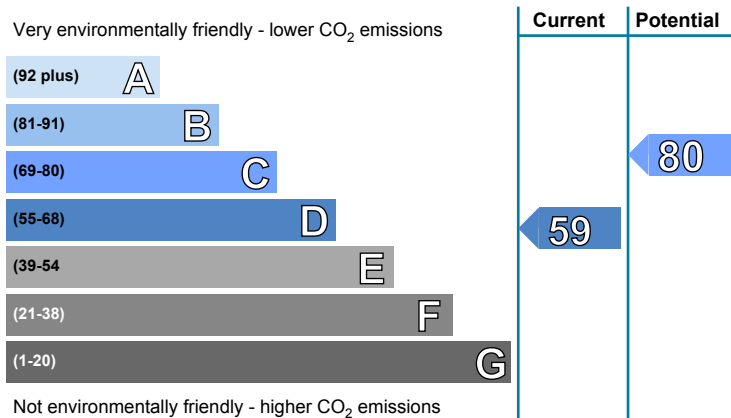 Very environmentally friendly - lower CO₂ emissions
Current
Potential
(92 plus) A
(81-91) B
(69-80) C
80
(55-68) D
59
(39-54 E
(21-38) F
(1-20) G
Not environmentally friendly - higher CO₂ emissions